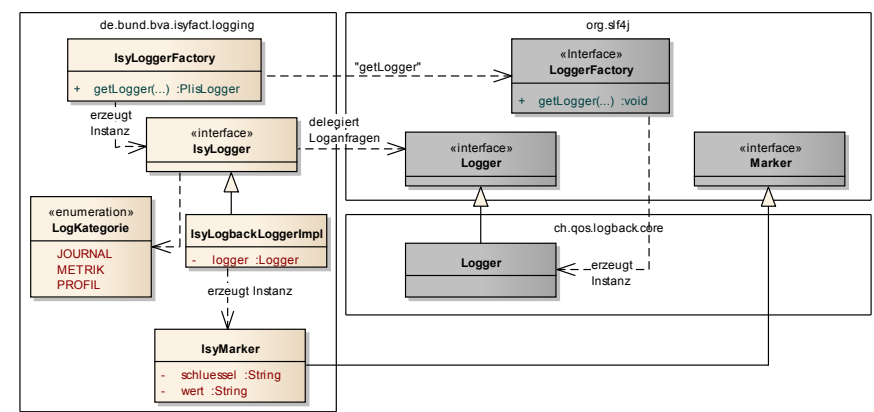 de.bund.bva.isyfact.logging
org.slf4j
IsyLoggerFactory
+ getLogger(...) :PlisLogger
"getLogger"
«Interface»
LoggerFactory
+ getLogger(...) :void
erzeugt
Instanz
«interface»
IsyLogger
delegiert
Loganfragen
«interface»
Logger
«interface»
Marker
«enumeration»
LogKategorie
JOURNAL
METRIK
PROFIL
IsyLogbackLoggerImpl
- logger :Logger
ch.qos.logback.core
Logger
erzeugt
Instanz
erzeugt Instanz
IsyMarker
- schluessel :String
- wert :String